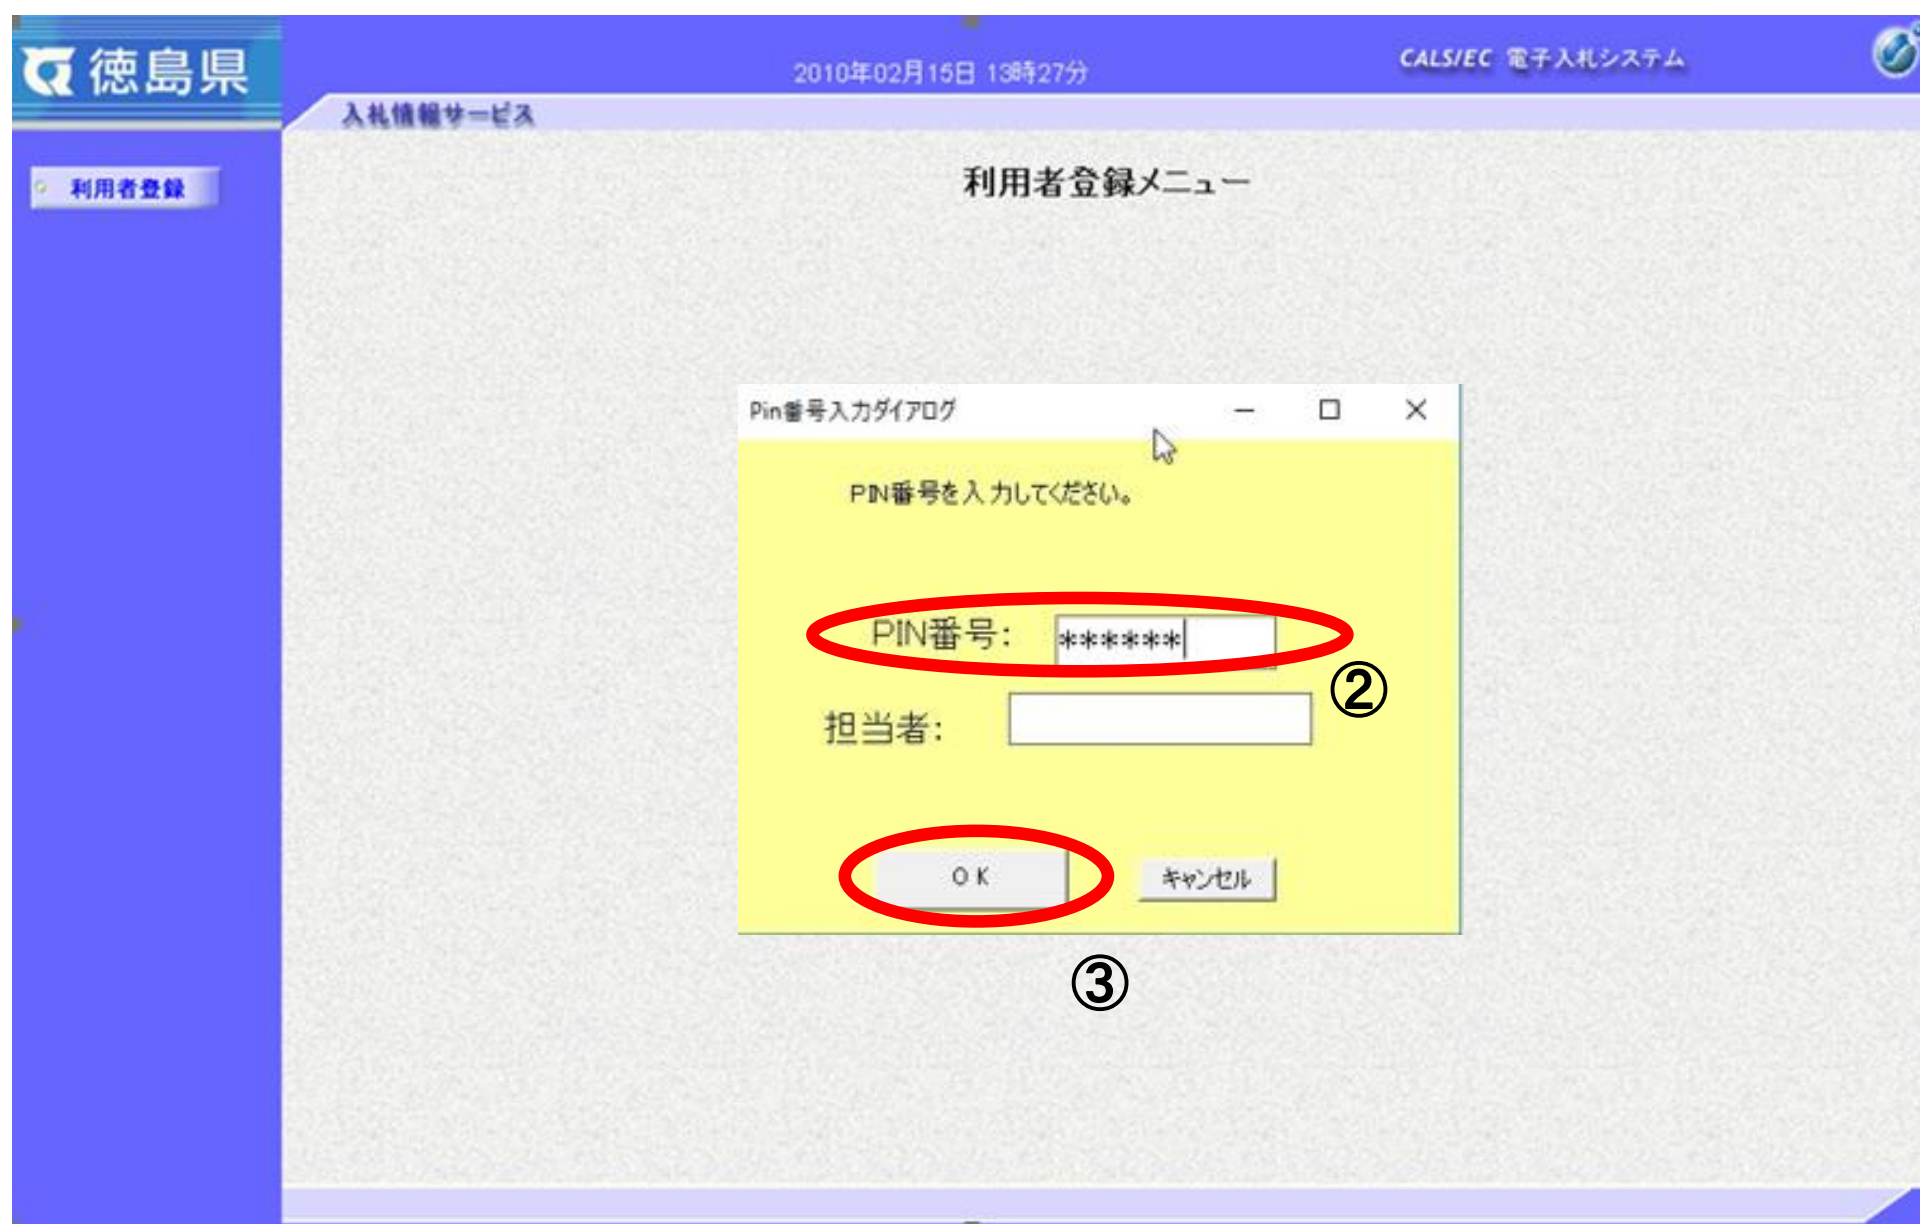 徳島県
2010年02月15日 13時27分
CALS/EC 電子入札システム
入札情報サービス
利用者登録
利用者登録メニュー
Pin番号入力ダイアログ
PIN番号を入力してください。
PIN番号: ******
②
担当者:
OK キャンセル
③